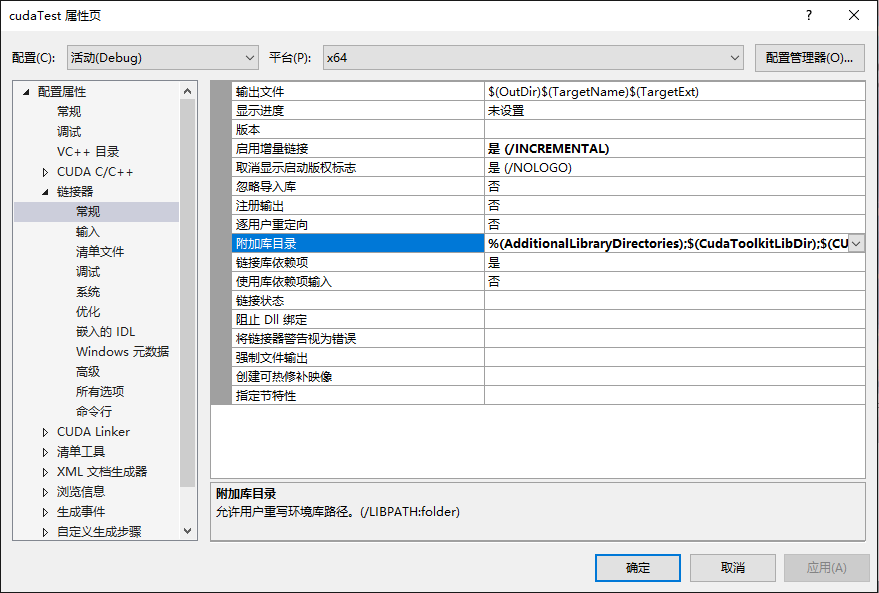 cudaTest 属性页
配置(C): 活动(Debug) 平台(P): x64 配置管理器(O)...
配置属性
常规
调试
VC++ 目录
CUDA C/C++
链接器
常规
输入
清单文件
调试
系统
优化
嵌入的 IDL
Windows 元数据
高级
所有选项
命令行
CUDA Linker
清单工具
XML 文档生成器
浏览信息
生成事件
自定义生成步骤
输出文件 $(OutDir)$(TargetName)$(TargetExt)
显示进度 未设置
版本
启用增量链接 是 (/INCREMENTAL)
取消显示启动版权标志 是 (/NOLOGO)
忽略导入库 否
注册输出 否
逐用户重定向 否
附加库目录 %(AdditionalLibraryDirectories);$(CudaToolkitLibDir);$(CU
链接库依赖项 是
使用库依赖项输入 否
链接状态
阻止 Dll 绑定
将链接器警告视为错误
强制文件输出
创建可热修补映像
指定节特性
附加库目录
允许用户重写环境库路径。(/LIBPATH:folder)
确定 取消 应用(A)